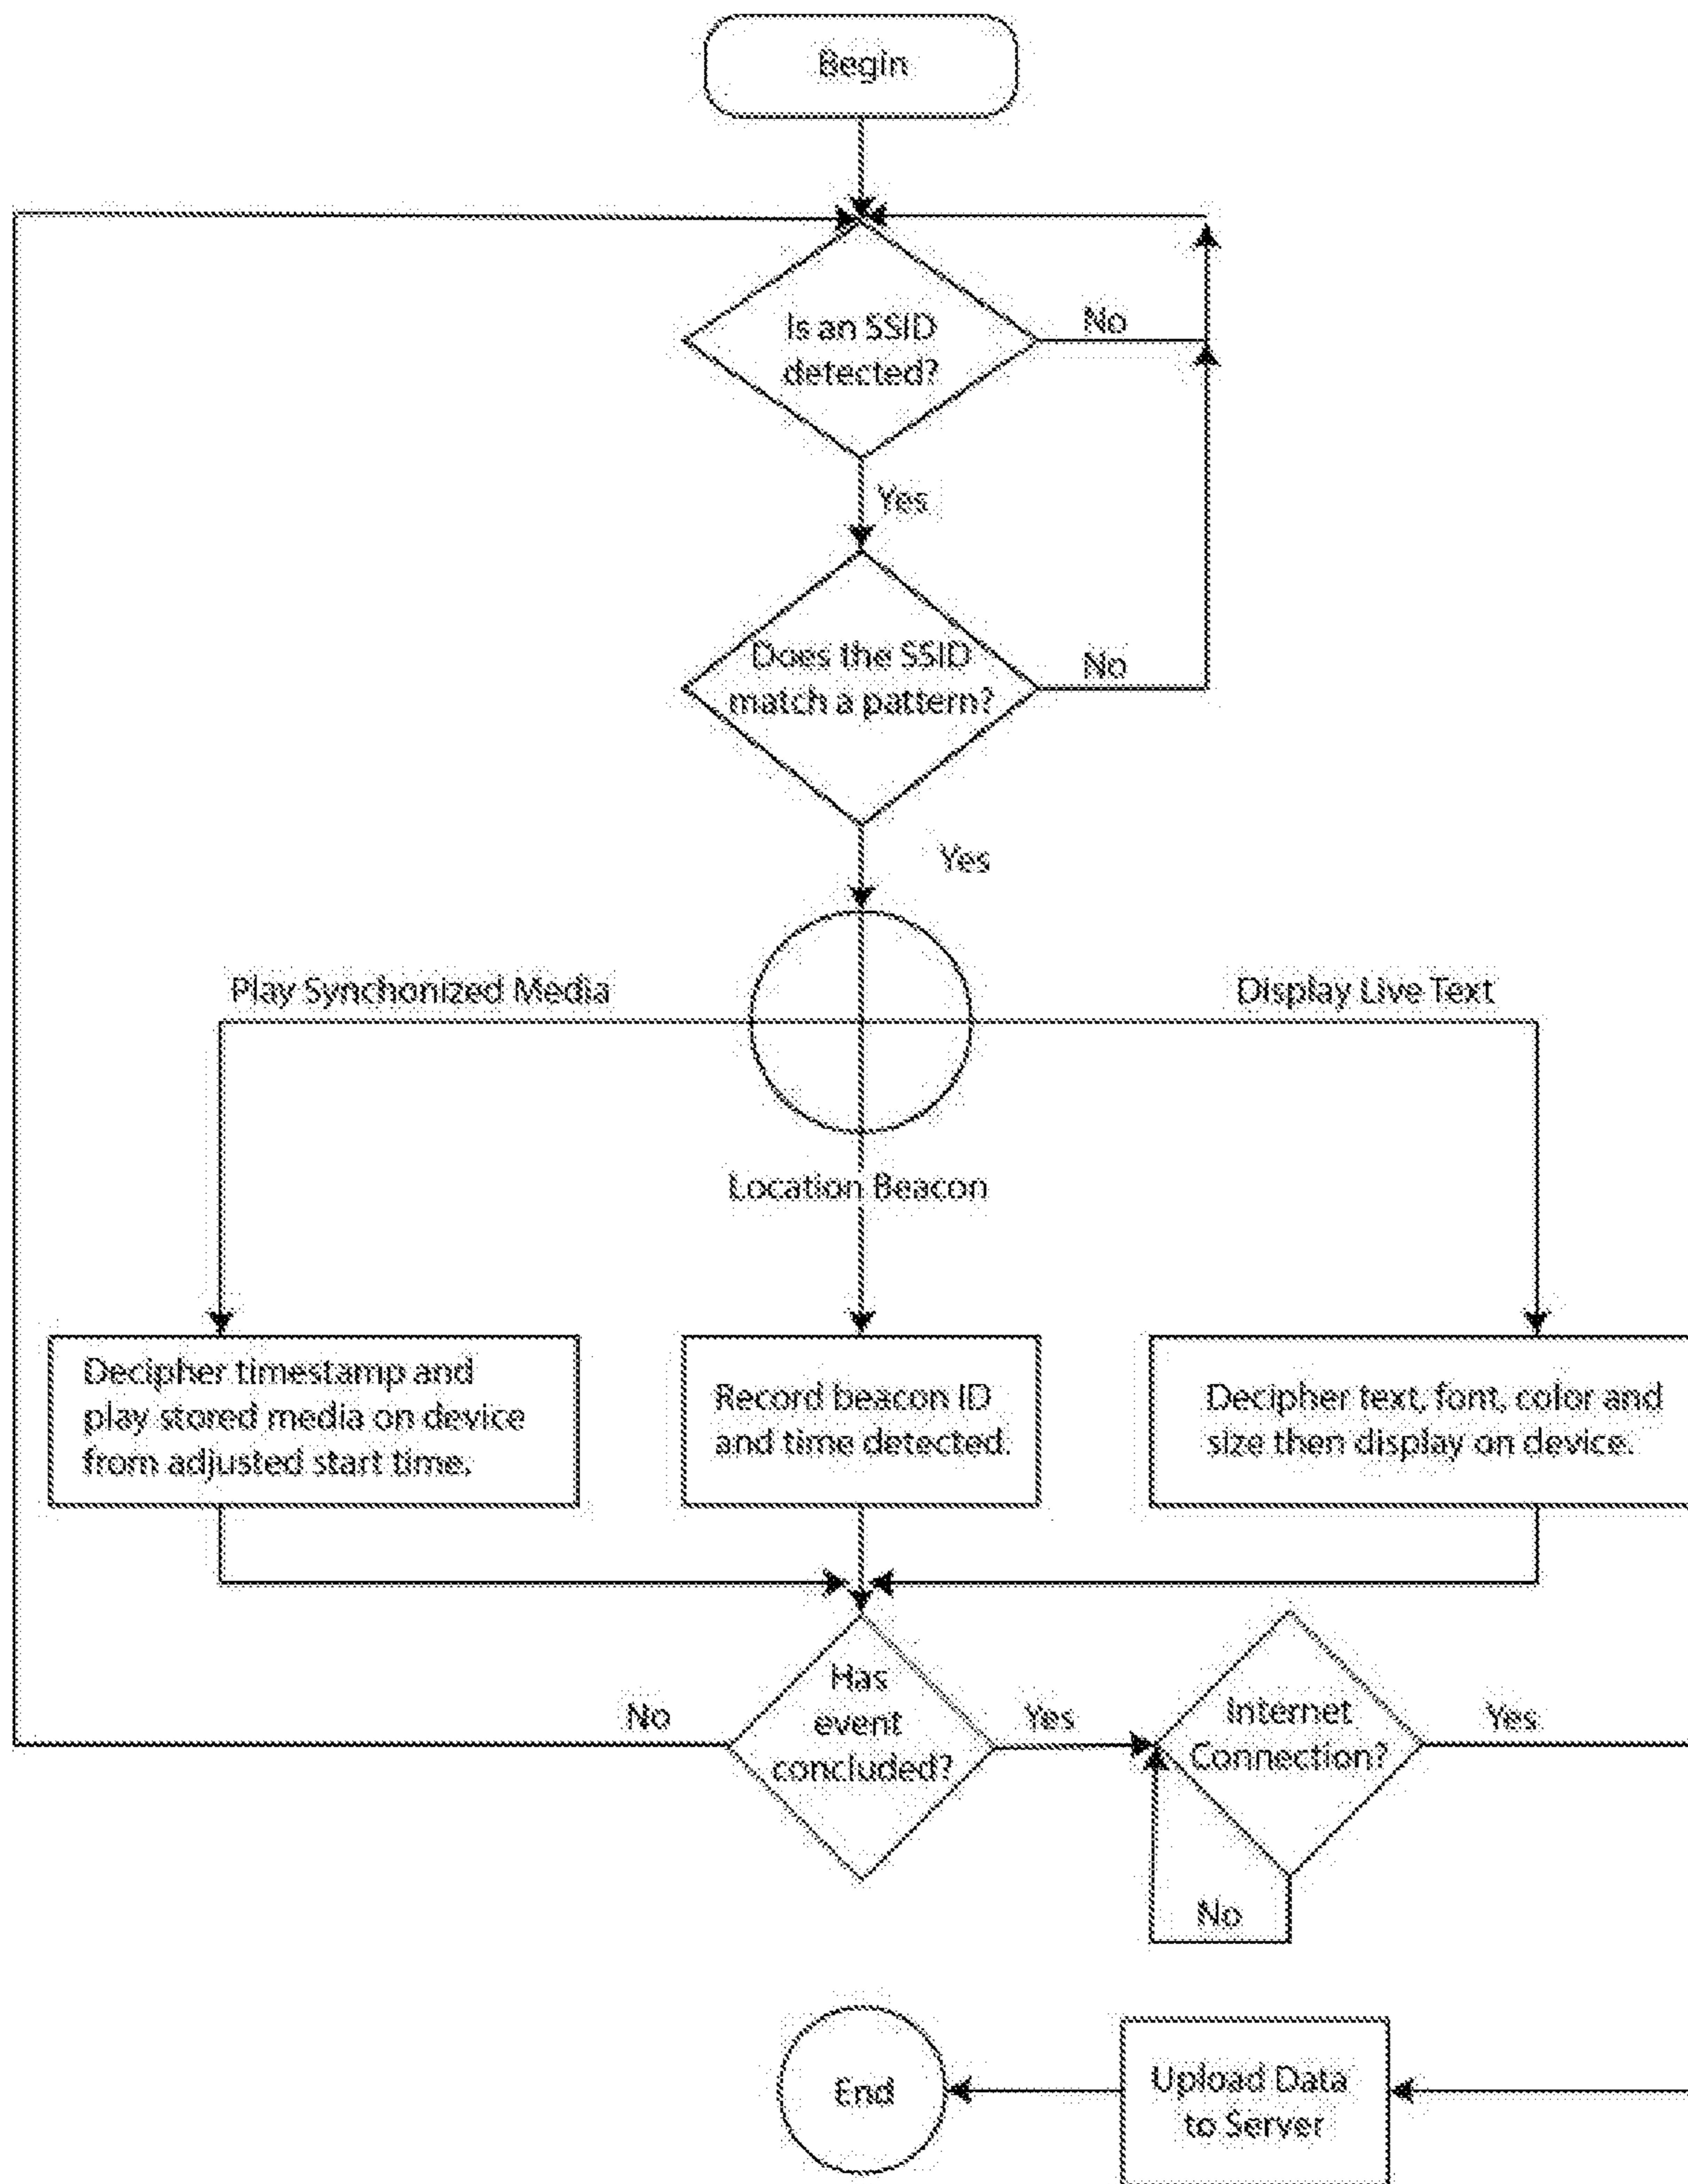 Begin
Is an SSID
detected?
No
Yes
Does the SSID
match a pattern?
No
Yes
Play Synchonized Media
Display Live Text
Location Beacon
Decipher timestamp and
play stored media on device
from adjusted start time.
Record beacon ID
and time detected.
Decipher text, font, color and
size then display on device.
No
Has
event
concluded?
Yes
Internet
Connection?
Yes
No
End
Upload Data
to Server